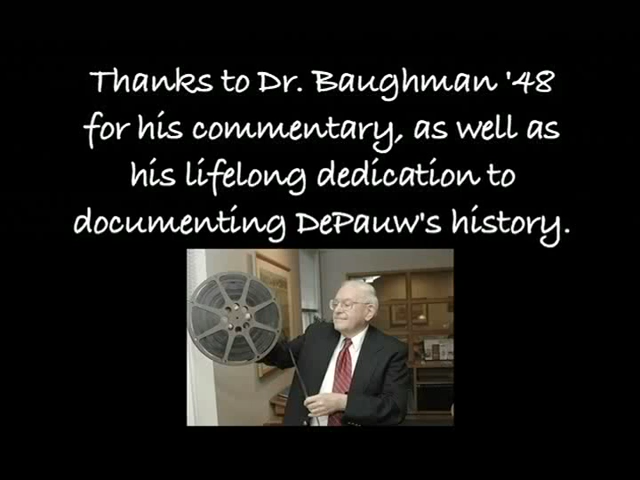 Thanks to Dr. Baughman '48
for his commentary, as well as
his lifelong dedication to
documenting DePauw's history.